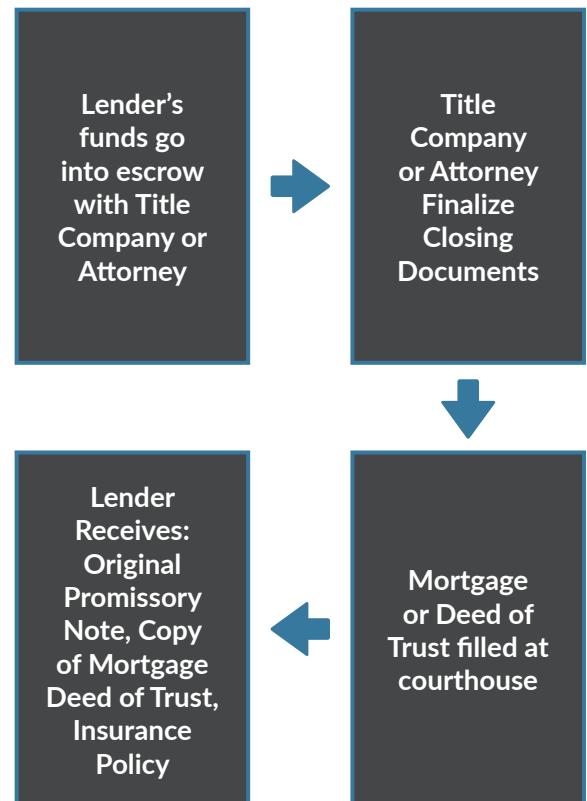 Lender’s
funds go
into escrow
with Title
Company or
Attorney
Title
Company
or Attorney
Finalize
Closing
Documents
Mortgage
or Deed of
Trust filled at
courthouse
Lender
Receives:
Original
Promissory
Note, Copy
of Mortgage
Deed of Trust,
Insurance
Policy